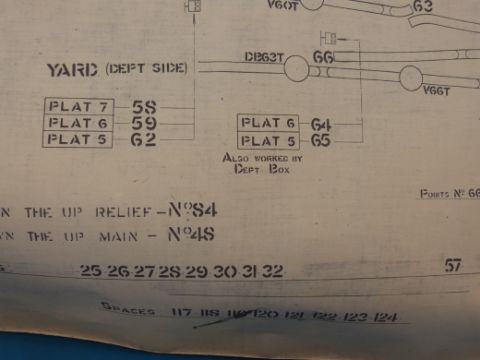 V60T
63
DB63T
66
YARD (DEPT SIDE)
V66T
PLAT 7 58
PLAT 6 59
PLAT 5 62
PLAT 6 64
PLAT 5 65
ALSO WORKED BY
DEPT BOX
POINTS Nº 66
THE UP RELIEF - Nº84
THE UP MAIN - Nº48
25 26 27 28 29 30 31 32
57
SPACES 117 118 119 120 121 122 123 124